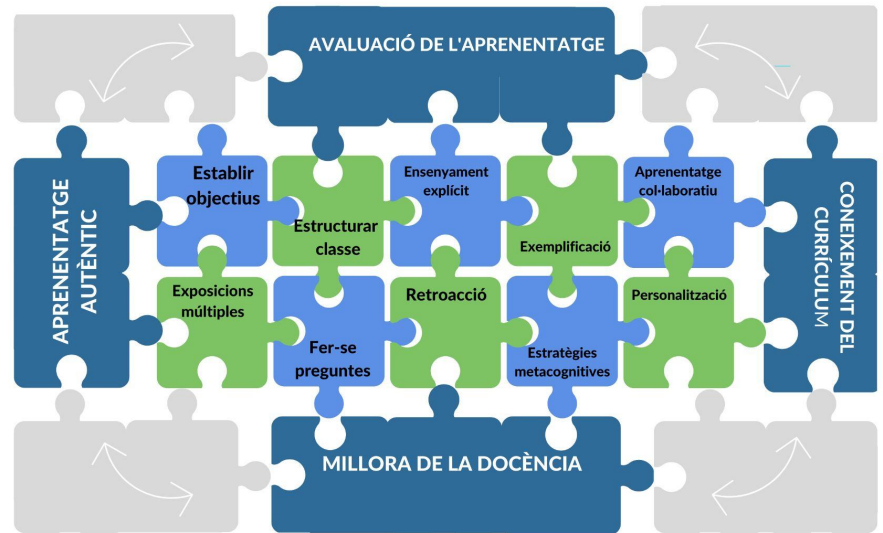 AVALUACIÓ DE L'APRENENTATGE
APRENENTATGE
AUTÈNTIC
Establir
objectius
Estructurar
classe
Ensenyament
explícit
Exemplificació
Aprenentatge
col·laboratiu
CONEIXEMENT DEL
CURRÍCULUM
Exposicions
múltiples
Fer-se
preguntes
Retroacció
Estratègies
metacognitives
Personalització
MILLORA DE LA DOCÈNCIA